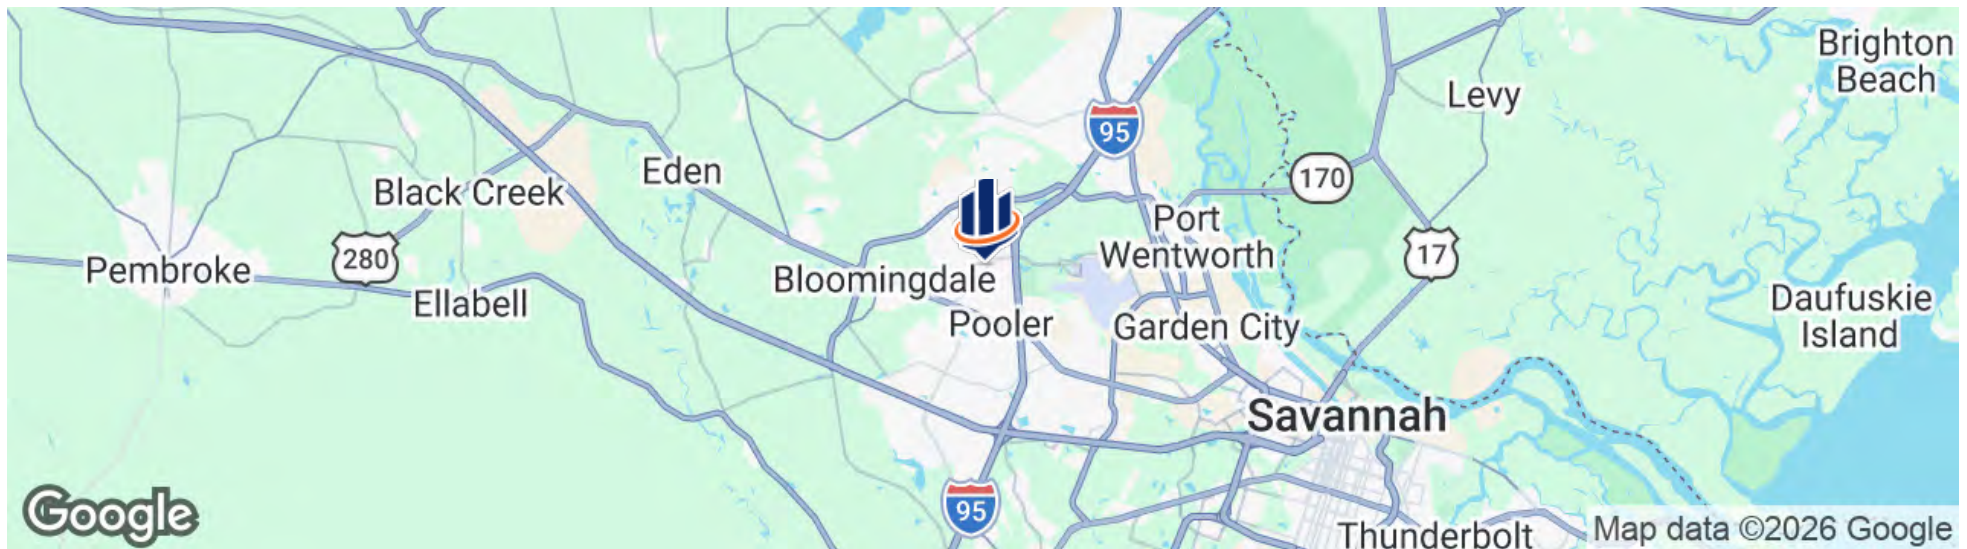 Brighton
Beach
Levy
95
Eden
170
Black Creek
Port
Wentworth
17
280
Pembroke
Bloomingdale
Ellabell
Daufuskie
Island
Pooler
Garden City
Savannah
95
Google
Thunderbolt
Map data ©2026 Google